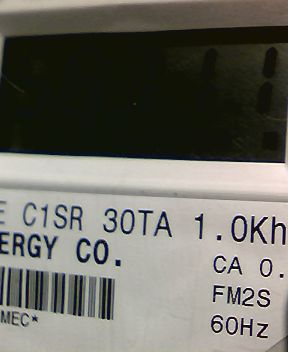 E C1SR 30TA 1.0Kh
ERGY CO.
CA 0.
FM2S
MEC*
60Hz